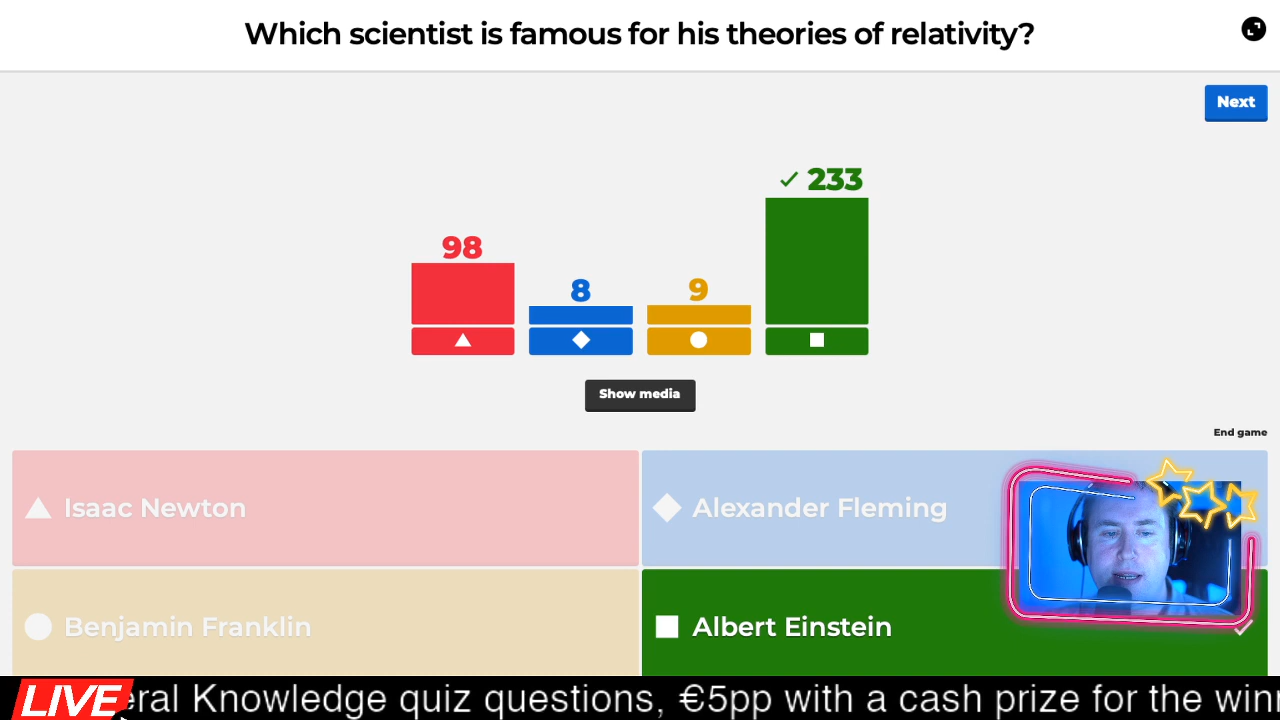 Which scientist is famous for his theories of relativity?
Next
233
98
8
9
Show media
End game
Isaac Newton
Alexander Fleming
Benjamin Franklin
Albert Einstein
LIVE
eral Knowledge quiz questions, €5pp with a cash prize for the win